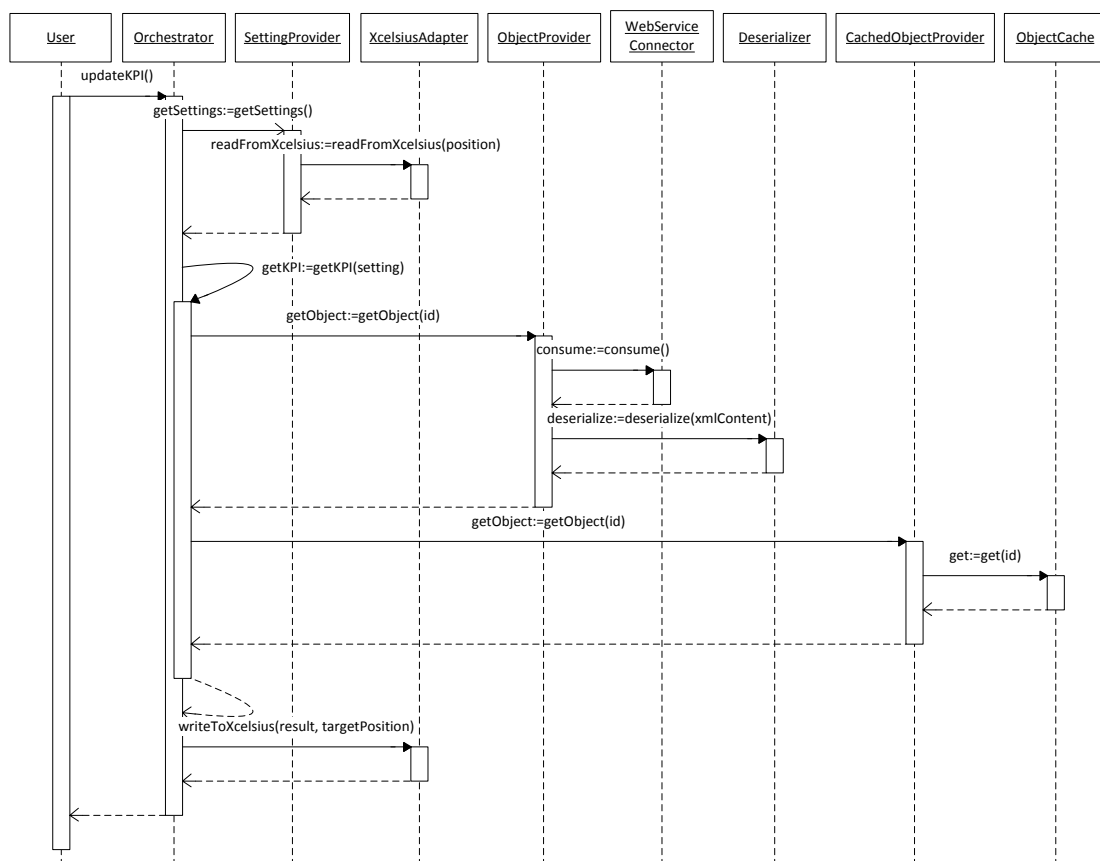 User
Orchestrator
SettingProvider
XcelsiusAdapter
ObjectProvider
WebService
Connector
Deserializer
CachedObjectProvider
ObjectCache
updateKPI()
getSettings:=getSettings()
readFromXcelsius:=readFromXcelsius(position)
getKPI:=getKPI(setting)
getObject:=getObject(id)
consume:=consume()
deserialize:=deserialize(xmlContent)
getObject:=getObject(id)
get:=get(id)
writeToXcelsius(result, targetPosition)